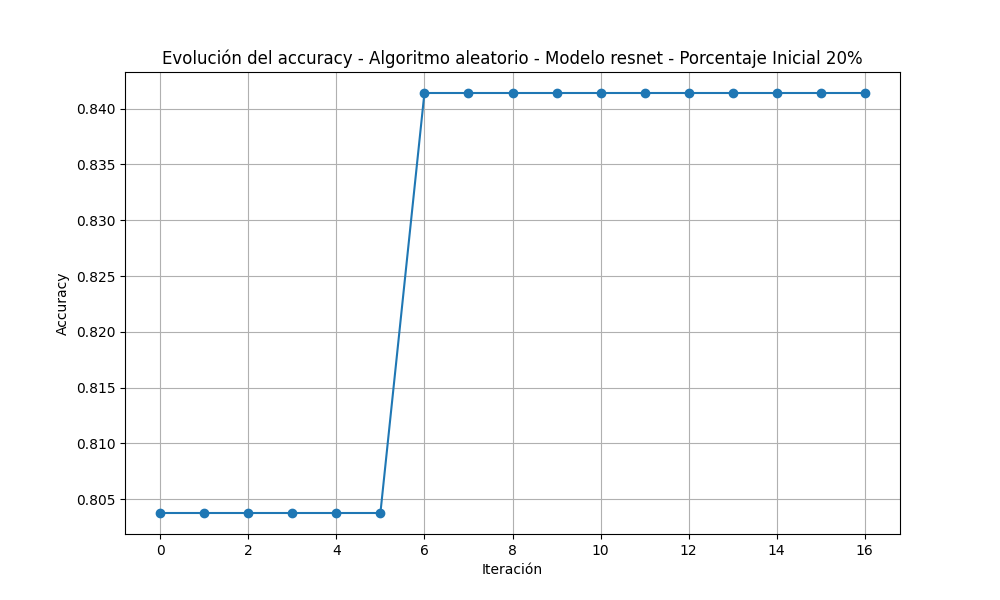 Evolución del accuracy - Algoritmo aleatorio - Modelo resnet - Porcentaje Inicial 20%
0.840
0.835
0.830
0.825
0.820
0.815
0.810
0.805
Accuracy
0 2 4 6 8 10 12 14 16
Iteración